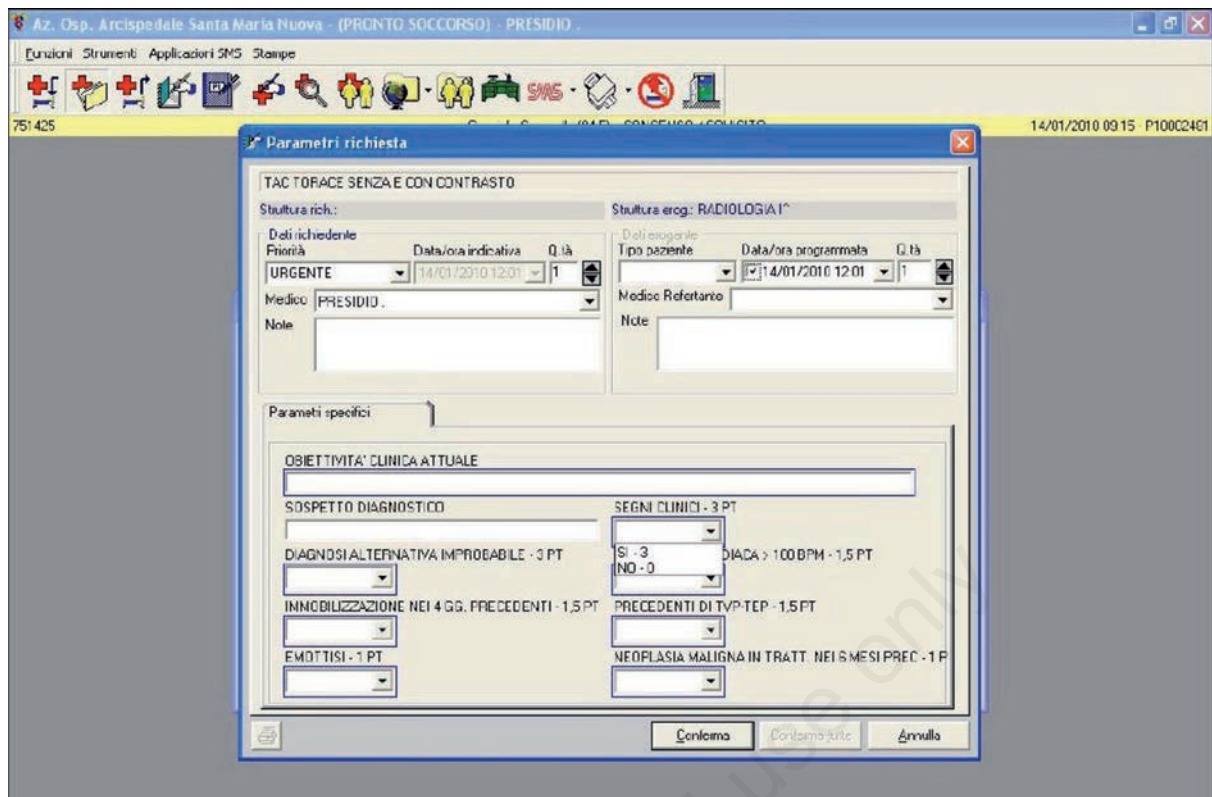 Az. Osp. Arcispedale Santa Maria Nuova - (PRONTO SOCCORSO) - PRESIDIO .
Funzioni Strumenti Applicazioni SMS Stampe
SMS
751425
14/01/2010 09:15 - P10002481
Parametri richiesta
TAC TORACE SENZA E CON CONTRASTO
Struttura rich.: Struttura erog.: RADIOLOGIA I^
Dati richiedente Dati erogante
Priorità Data/ora indicativa Q.tà Tipo paziente Data/ora programmata Q.tà
URGENTE 14/01/2010 12:01 1 14/01/2010 12:01 1
Medico PRESIDIO . Medico Refertante
Note Note
Parametri specifici
OBIETTIVITA' CLINICA ATTUALE
SOSPETTO DIAGNOSTICO SEGNI CLINICI - 3 PT
SI - 3
NO - 0
DIAGNOSI ALTERNATIVA IMPROBABILE - 3 PT DIACA > 100 BPM - 1,5 PT
IMMOBILIZZAZIONE NEI 4 GG. PRECEDENTI - 1,5 PT PRECEDENTI DI TVP-TEP - 1,5 PT
EMOTTISI - 1 PT NEOPLASIA MALIGNA IN TRATT. NEI 6 MESI PREC - 1 P
Conferma Conferma tutte Annulla
use only